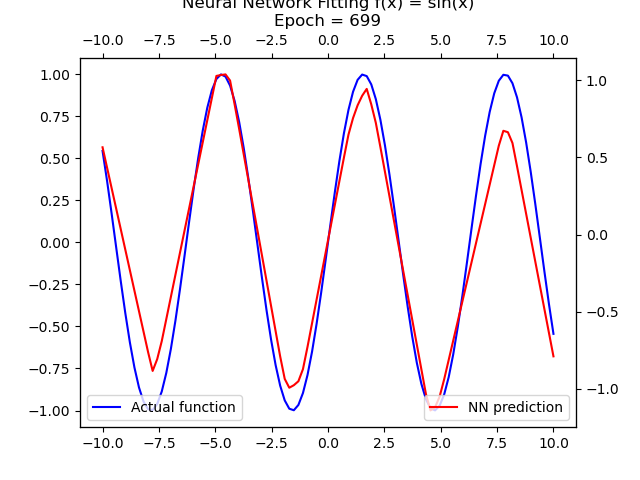 Neural Network Fitting f(x) = sin(x)
Epoch = 699
−10.0 −7.5 −5.0 −2.5 0.0 2.5 5.0 7.5 10.0
1.00
0.75
0.50
0.25
0.00
−0.25
−0.50
−0.75
−1.00
1.0
0.5
0.0
−0.5
−1.0
Actual function
NN prediction
−10.0 −7.5 −5.0 −2.5 0.0 2.5 5.0 7.5 10.0